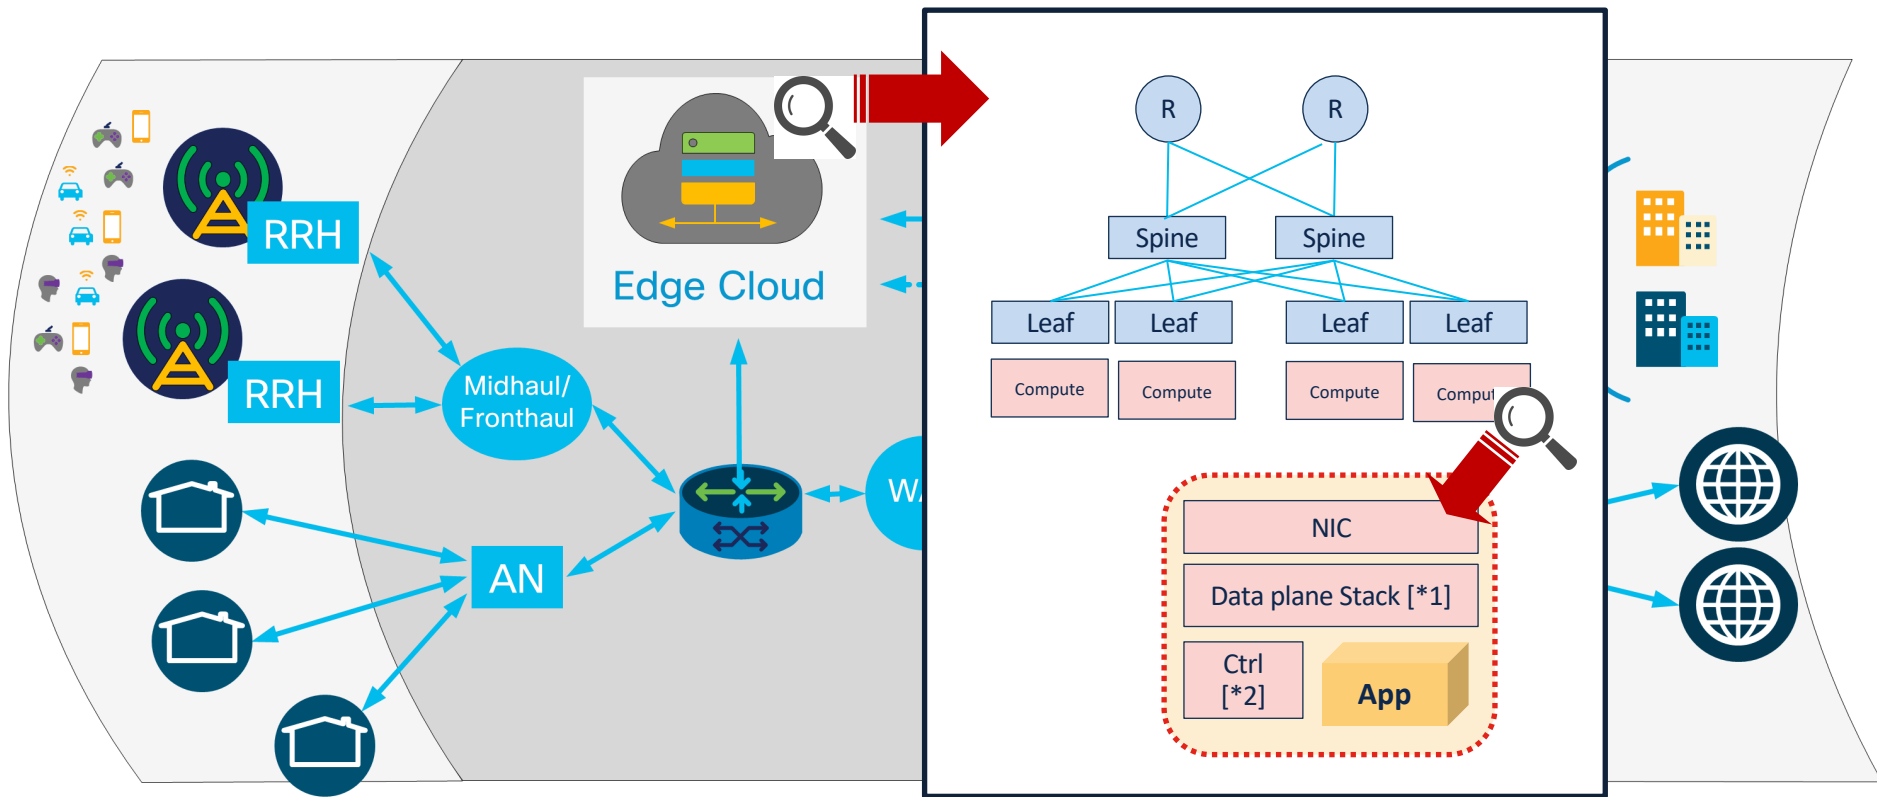 RRH
RRH
Edge Cloud
Midhaul/
Fronthaul
AN
R
R
Spine
Spine
Leaf
Leaf
Leaf
Leaf
Compute
Compute
Compute
NIC
Data plane Stack [*1]
Ctrl
[*2]
App